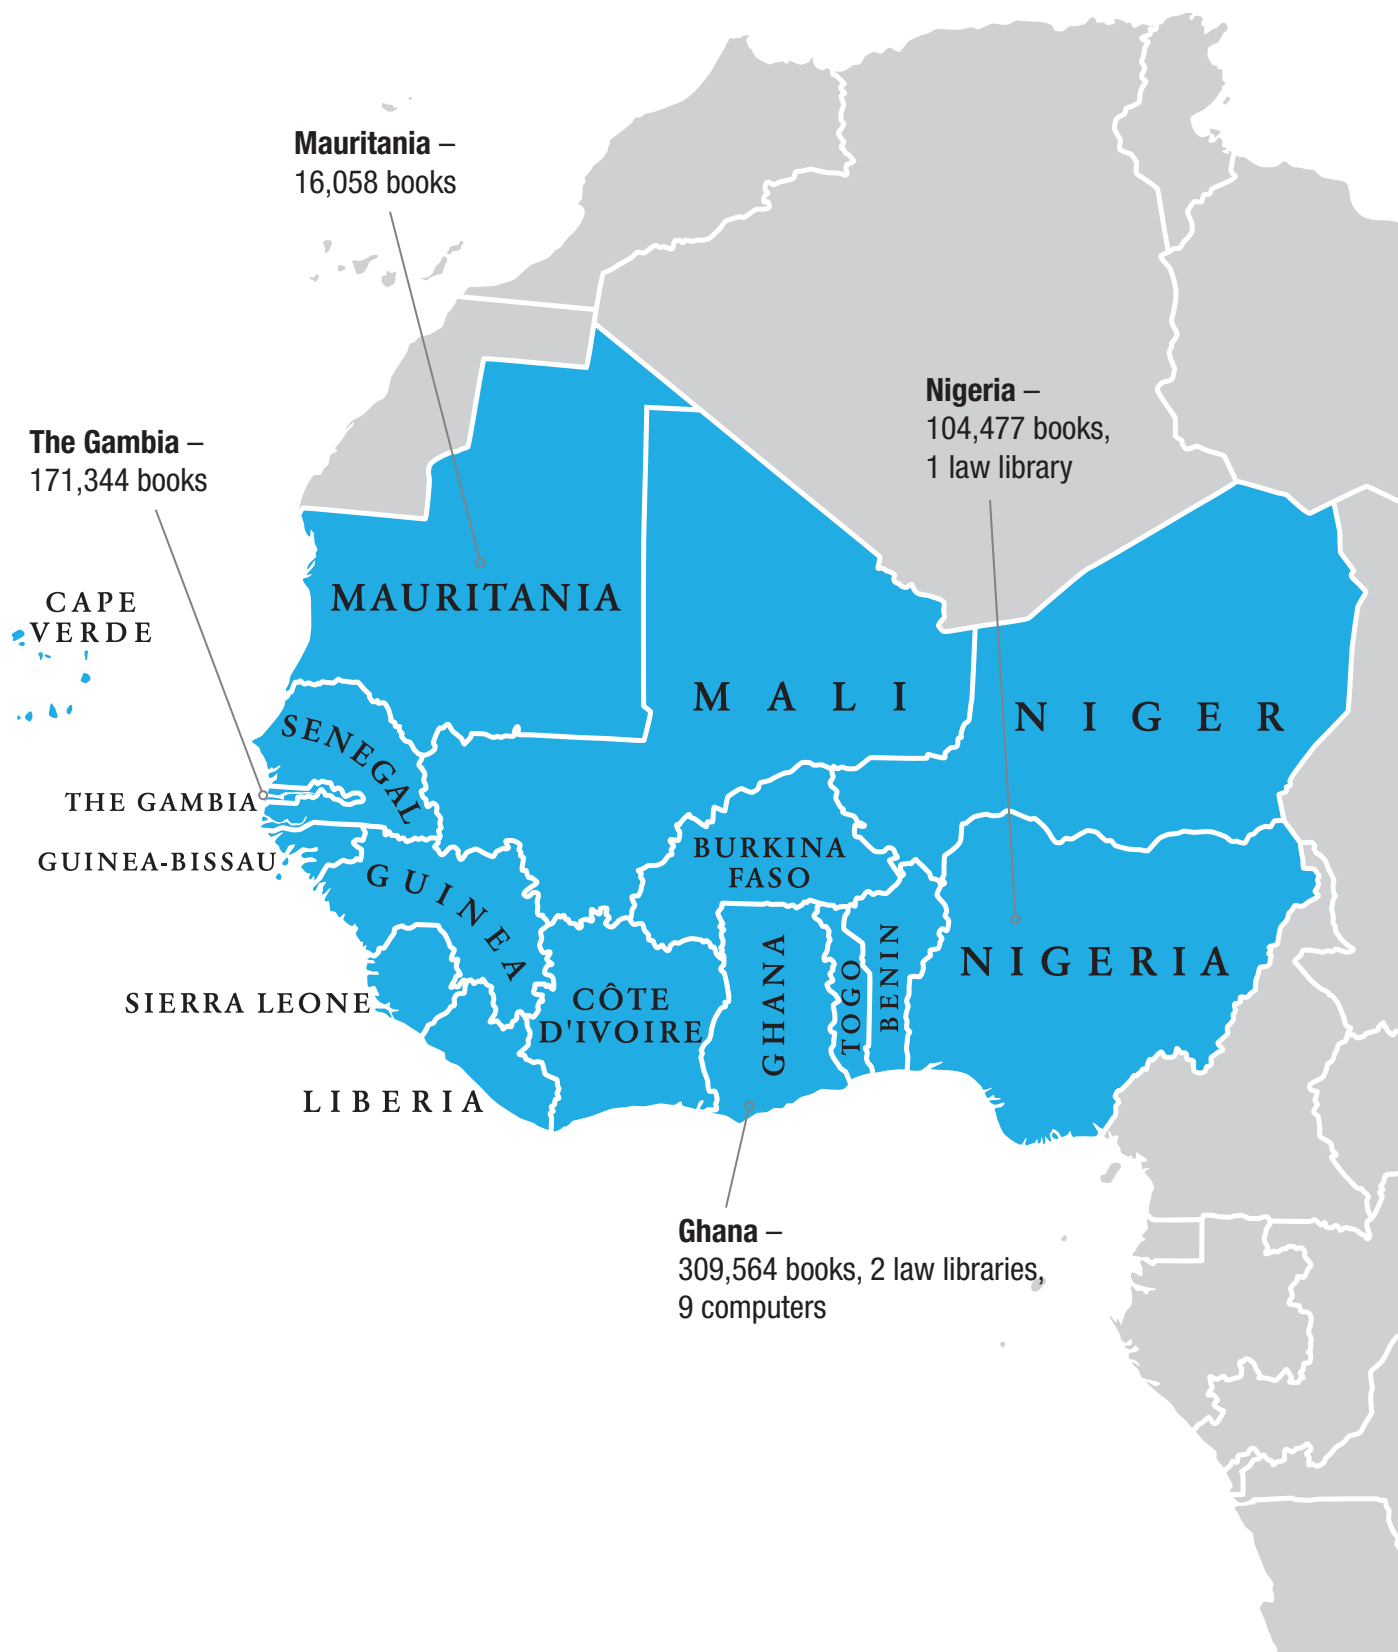 Mauritania –
16,058 books
Nigeria –
104,477 books,
1 law library
The Gambia –
171,344 books
CAPE
VERDE
MAURITANIA
MALI
NIGER
SENEGAL
THE GAMBIA
GUINEA-BISSAU
GUINEA
BURKINA
FASO
SIERRA LEONE
LIBERIA
CÔTE
D'IVOIRE
GHANA
TOGO
BENIN
NIGERIA
Ghana –
309,564 books, 2 law libraries,
9 computers